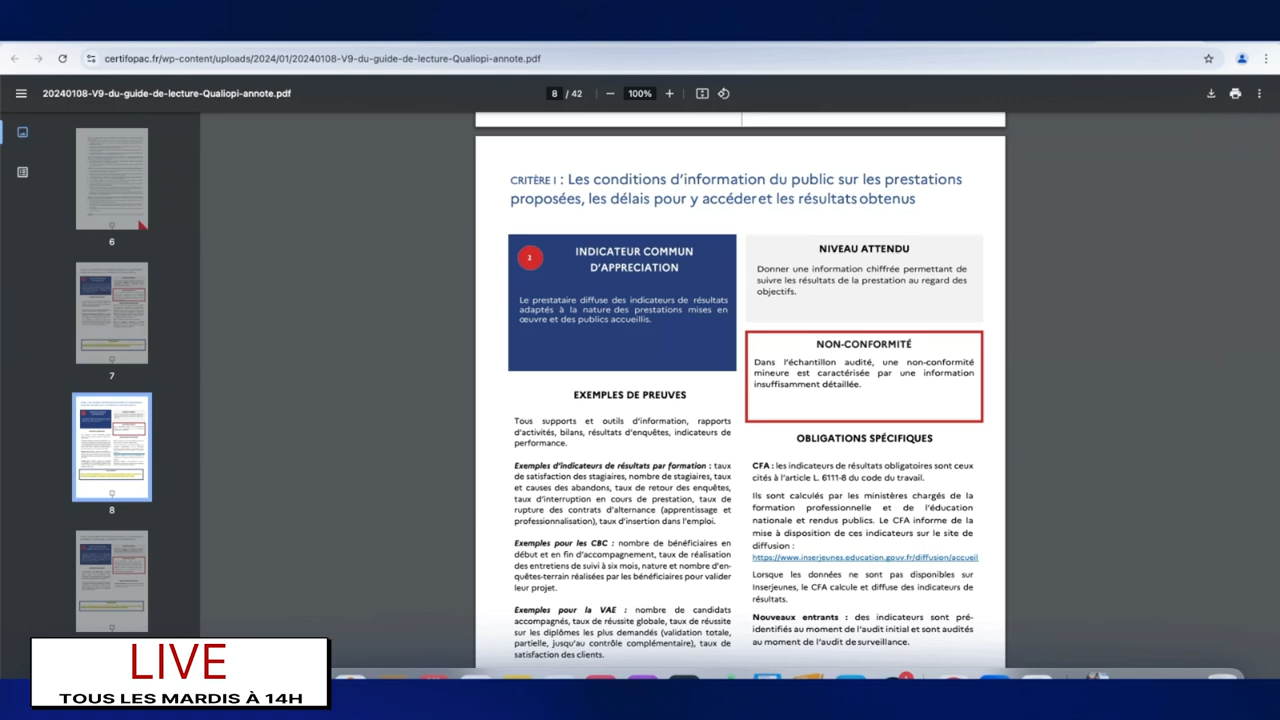 certifopac.fr/wp-content/uploads/2024/01/20240108-V9-du-guide-de-lecture-Qualiopi-annote.pdf
20240108-V9-du-guide-de-lecture-Qualiopi-annote.pdf
8 / 42
100%
6
7
8
CRITÈRE I : Les conditions d’information du public sur les prestations
proposées, les délais pour y accéder et les résultats obtenus
2
INDICATEUR COMMUN
D’APPRECIATION
Le prestataire diffuse des indicateurs de résultats
adaptés à la nature des prestations mises en
œuvre et des publics accueillis.
NIVEAU ATTENDU
Donner une information chiffrée permettant de
suivre les résultats de la prestation au regard des
objectifs.
NON-CONFORMITÉ
Dans l’échantillon audité, une non-conformité
mineure est caractérisée par une information
insuffisamment détaillée.
EXEMPLES DE PREUVES
Tous supports et outils d’information, rapports
d’activités, bilans, résultats d’enquêtes, indicateurs de
performance.
Exemples d’indicateurs de résultats par formation : taux
de satisfaction des stagiaires, nombre de stagiaires, taux
et causes des abandons, taux de retour des enquêtes,
taux d’interruption en cours de prestation, taux de
rupture des contrats d’alternance (apprentissage et
professionnalisation), taux d’insertion dans l’emploi.
Exemples pour les CBC : nombre de bénéficiaires en
début et en fin d’accompagnement, taux de réalisation
des entretiens de suivi à six mois, nature et nombre d’en-
quêtes-terrain réalisées par les bénéficiaires pour valider
leur projet.
Exemples pour la VAE : nombre de candidats
accompagnés, taux de réussite globale, taux de réussite
sur les diplômes les plus demandés (validation totale,
partielle, jusqu’au contrôle complémentaire), taux de
satisfaction des clients.
OBLIGATIONS SPÉCIFIQUES
CFA : les indicateurs de résultats obligatoires sont ceux
cités à l’article L. 6111-8 du code du travail.
Ils sont calculés par les ministères chargés de la
formation professionnelle et de l’éducation
nationale et rendus publics. Le CFA informe de la
mise à disposition de ces indicateurs sur le site de
diffusion :
https://www.inserjeunes.education.gouv.fr/diffusion/accueil
Lorsque les données ne sont pas disponibles sur
Inserjeunes, le CFA calcule et diffuse des indicateurs de
résultats.
Nouveaux entrants : des indicateurs sont pré-
identifiés au moment de l’audit initial et sont audités
au moment de l’audit de surveillance.
LIVE
TOUS LES MARDIS À 14H